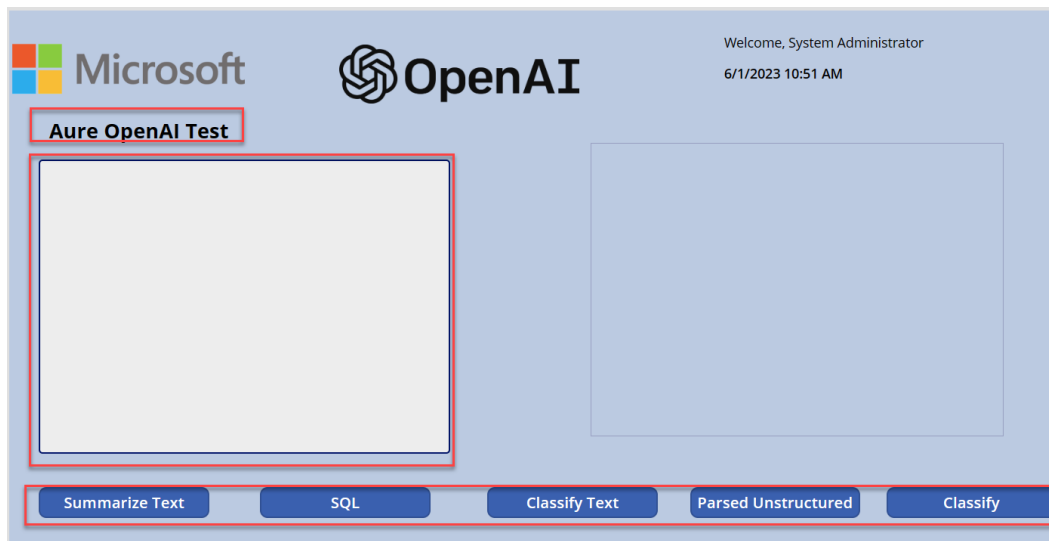 Microsoft
OpenAI
Welcome, System Administrator
6/1/2023 10:51 AM
Aure OpenAI Test
Summarize Text
SQL
Classify Text
Parsed Unstructured
Classify